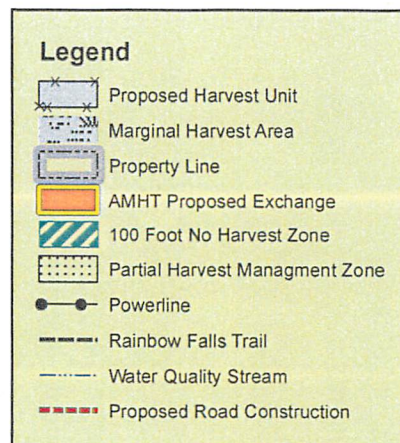 Legend
Proposed Harvest Unit
Marginal Harvest Area
Property Line
AMHT Proposed Exchange
100 Foot No Harvest Zone
Partial Harvest Managment Zone
Powerline
Rainbow Falls Trail
Water Quality Stream
Proposed Road Construction